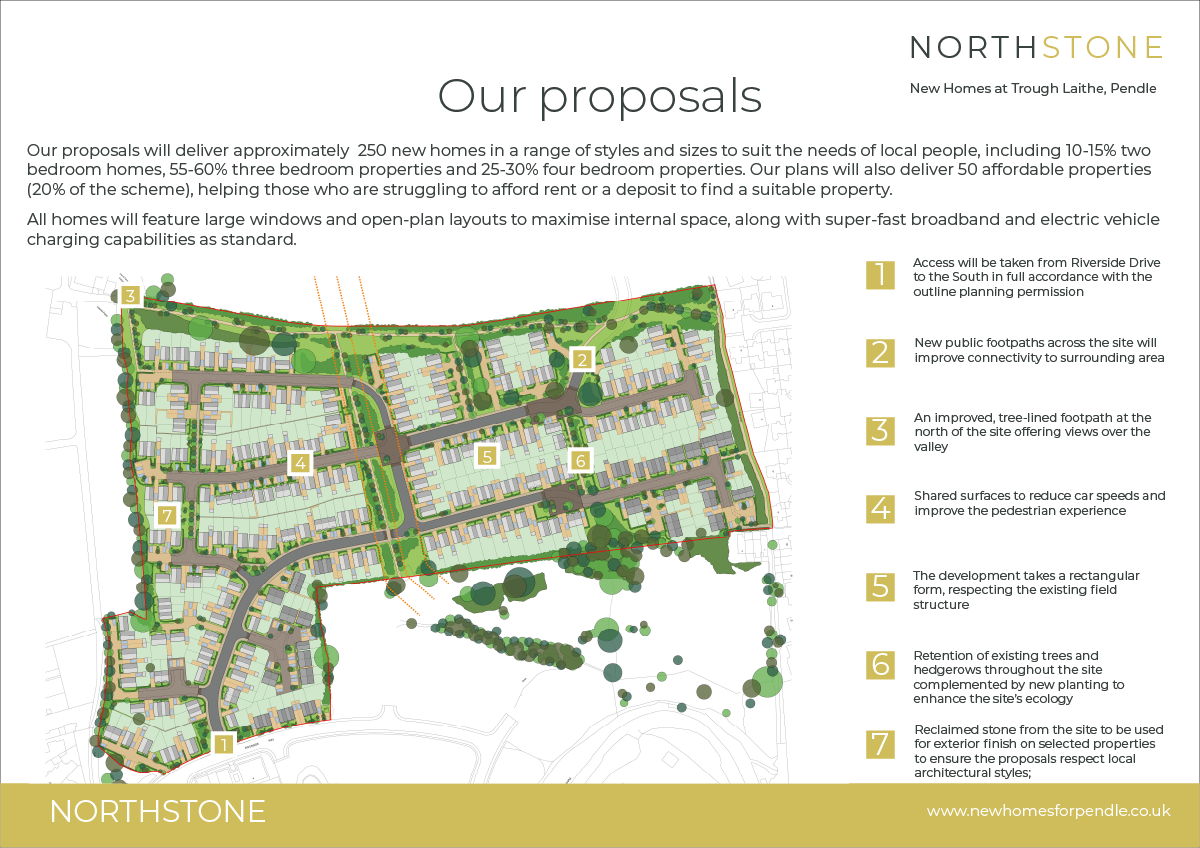 NORTHSTONE
New Homes at Trough Laithe, Pendle
Our proposals
Our proposals will deliver approximately 250 new homes in a range of styles and sizes to suit the needs of local people, including 10-15% two
bedroom homes, 55-60% three bedroom properties and 25-30% four bedroom properties. Our plans will also deliver 50 affordable properties
(20% of the scheme), helping those who are struggling to afford rent or a deposit to find a suitable property.
All homes will feature large windows and open-plan layouts to maximise internal space, along with super-fast broadband and electric vehicle
charging capabilities as standard.
3
2
4
5
6
7
1
1
Access will be taken from Riverside Drive
to the South in full accordance with the
outline planning permission
2
New public footpaths across the site will
improve connectivity to surrounding area
3
An improved, tree-lined footpath at the
north of the site offering views over the
valley
4
Shared surfaces to reduce car speeds and
improve the pedestrian experience
5
The development takes a rectangular
form, respecting the existing field
structure
6
Retention of existing trees and
hedgerows throughout the site
complemented by new planting to
enhance the site's ecology
7
Reclaimed stone from the site to be used
for exterior finish on selected properties
to ensure the proposals respect local
architectural styles;
NORTHSTONE
www.newhomesforpendle.co.uk